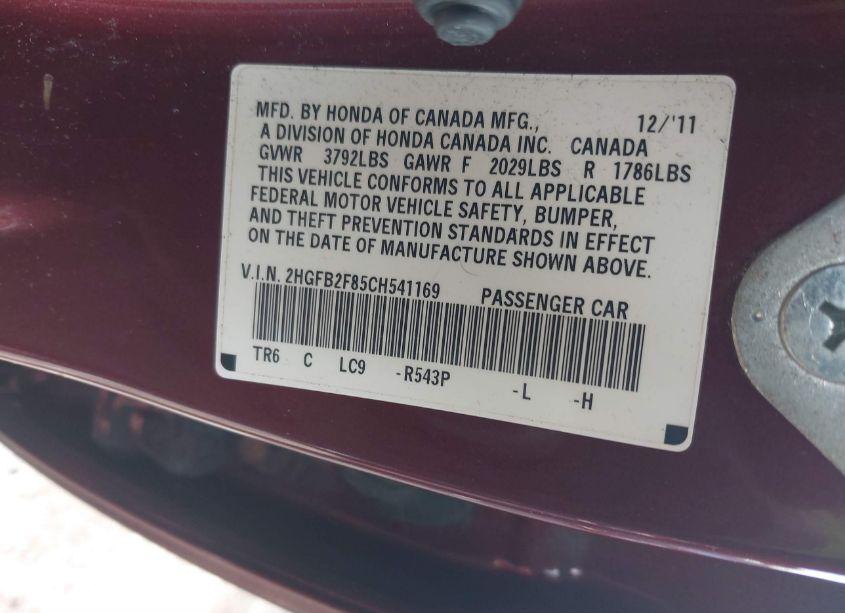 MFD. BY HONDA OF CANADA MFG., 12/'11
A DIVISION OF HONDA CANADA INC. CANADA
GVWR 3792LBS GAWR F 2029LBS R 1786LBS
THIS VEHICLE CONFORMS TO ALL APPLICABLE
FEDERAL MOTOR VEHICLE SAFETY, BUMPER,
AND THEFT PREVENTION STANDARDS IN EFFECT
ON THE DATE OF MANUFACTURE SHOWN ABOVE.
V.I.N. 2HGFB2F85CH541169 PASSENGER CAR
TR6 C LC9 -R543P -L -H